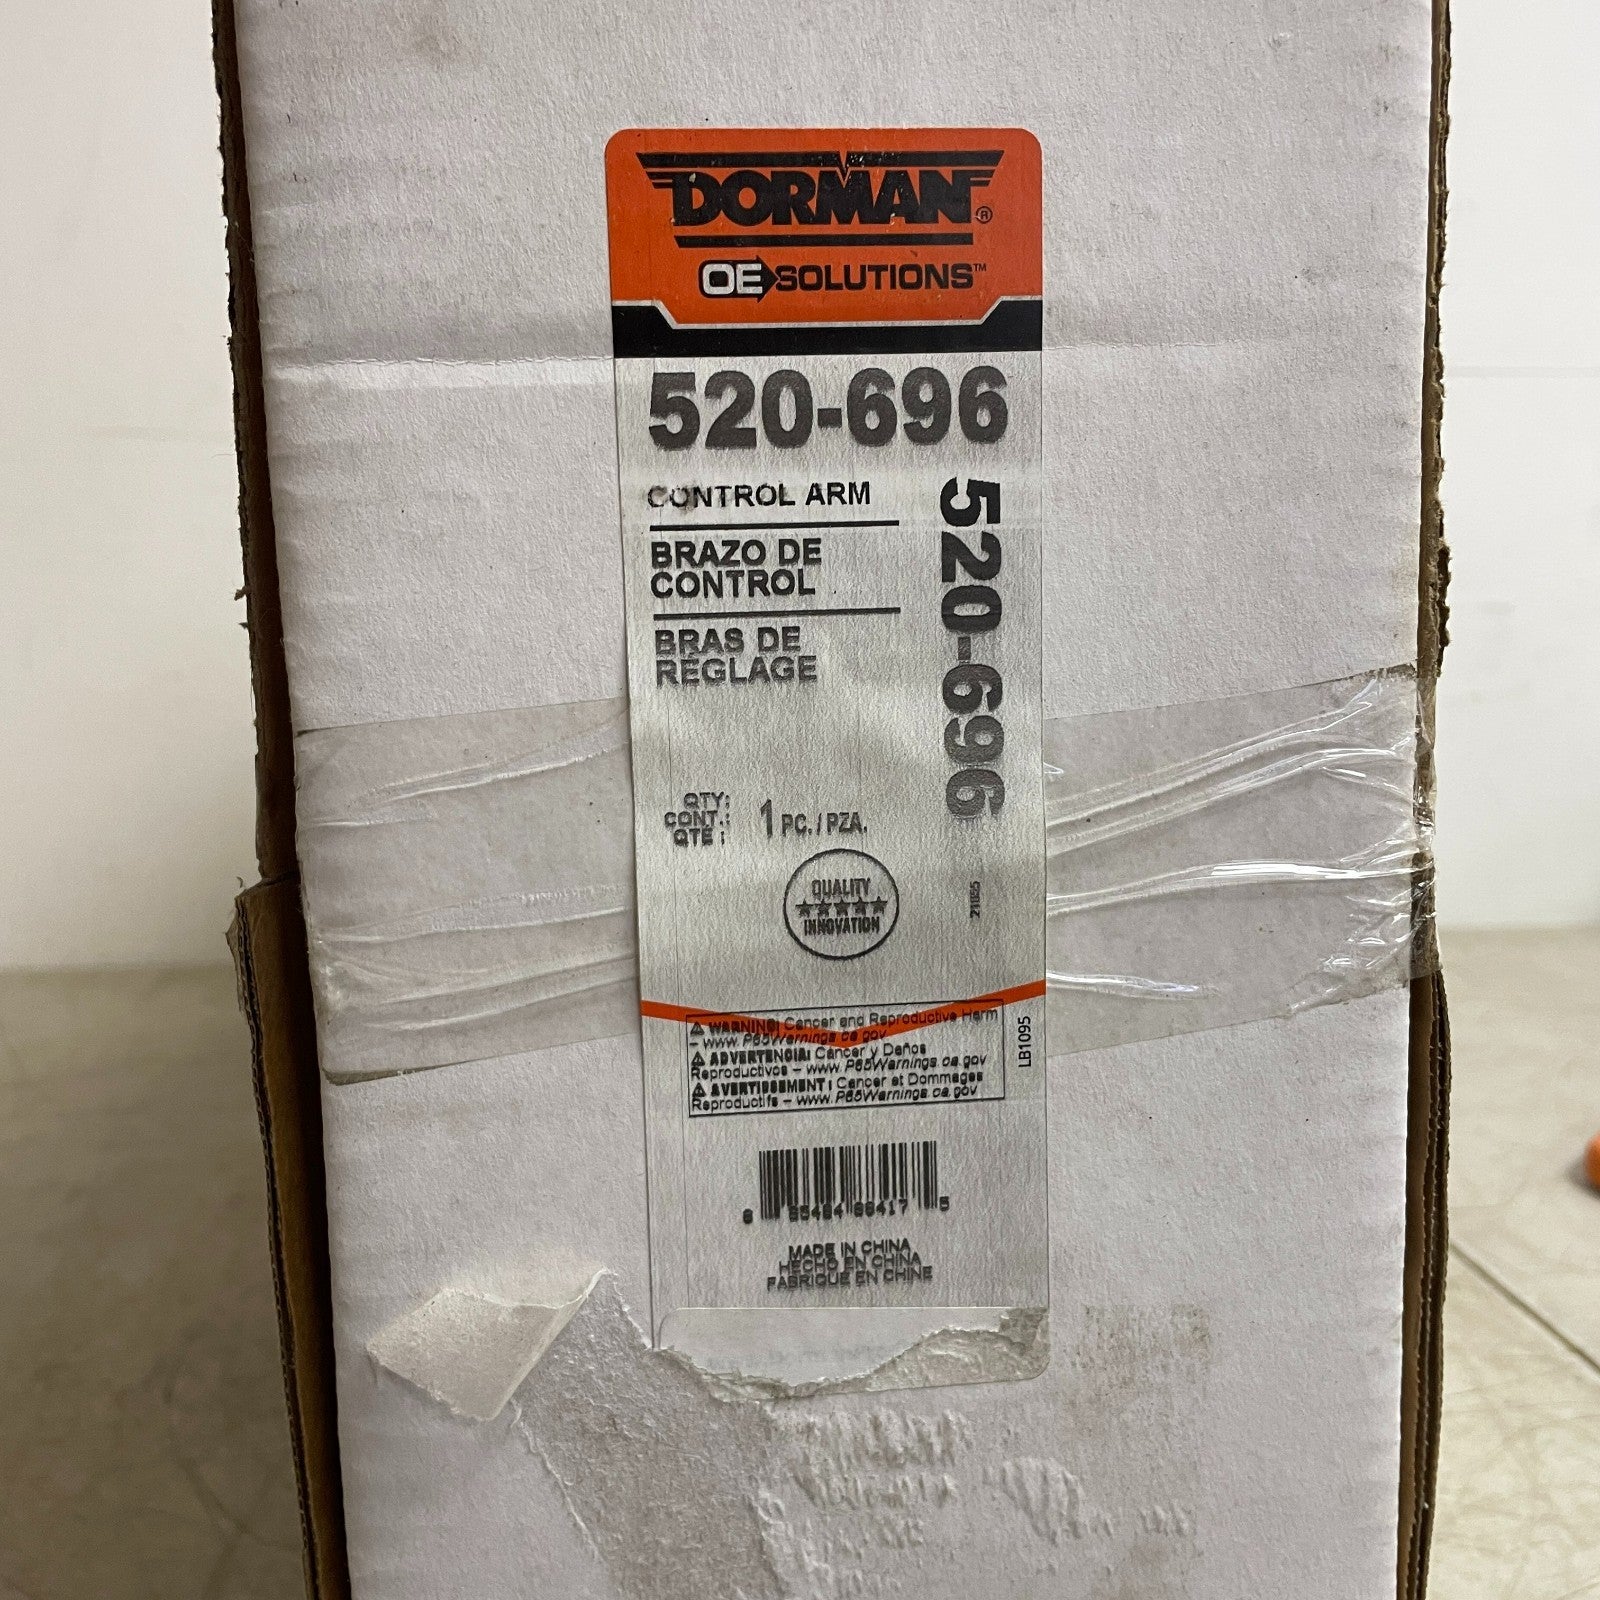 DORMAN®
OE SOLUTIONS™
520-696
CONTROL ARM
BRAZO DE
CONTROL
BRAS DE
RÉGLAGE
520-696
QTY:
CONT.:
QTÉ :
1 PC. / PZA.
QUALITY
★★★★★
INNOVATION
⚠ WARNING: Cancer and Reproductive Harm
– www.P65Warnings.ca.gov
⚠ ADVERTENCIA: Cáncer y Daños
Reproductivos – www.P65Warnings.ca.gov
⚠ AVERTISSEMENT : Cancer et Dommages
Reproductifs – www.P65Warnings.ca.gov
LB1095
MADE IN CHINA
HECHO EN CHINA
FABRIQUÉ EN CHINE